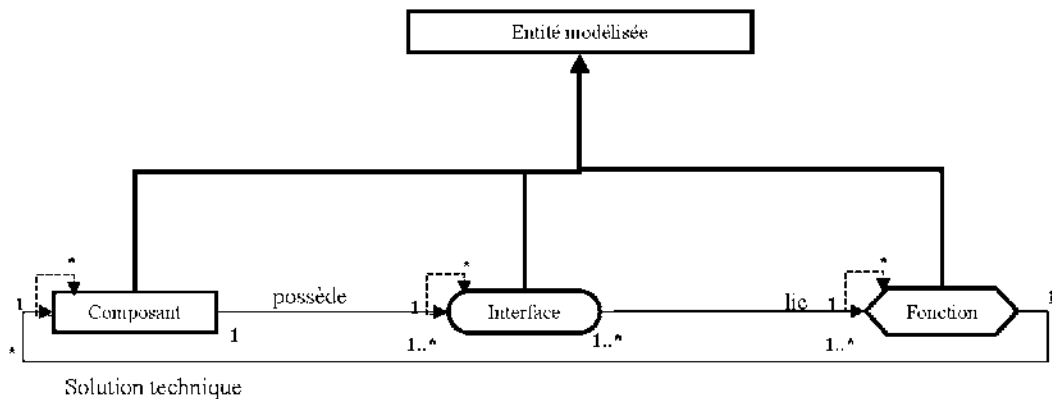 Entité modélisée
* * *
1 Composant possède 1 Interface lie 1 Fonction 1
1 1..* 1..* 1..*
*
Solution technique